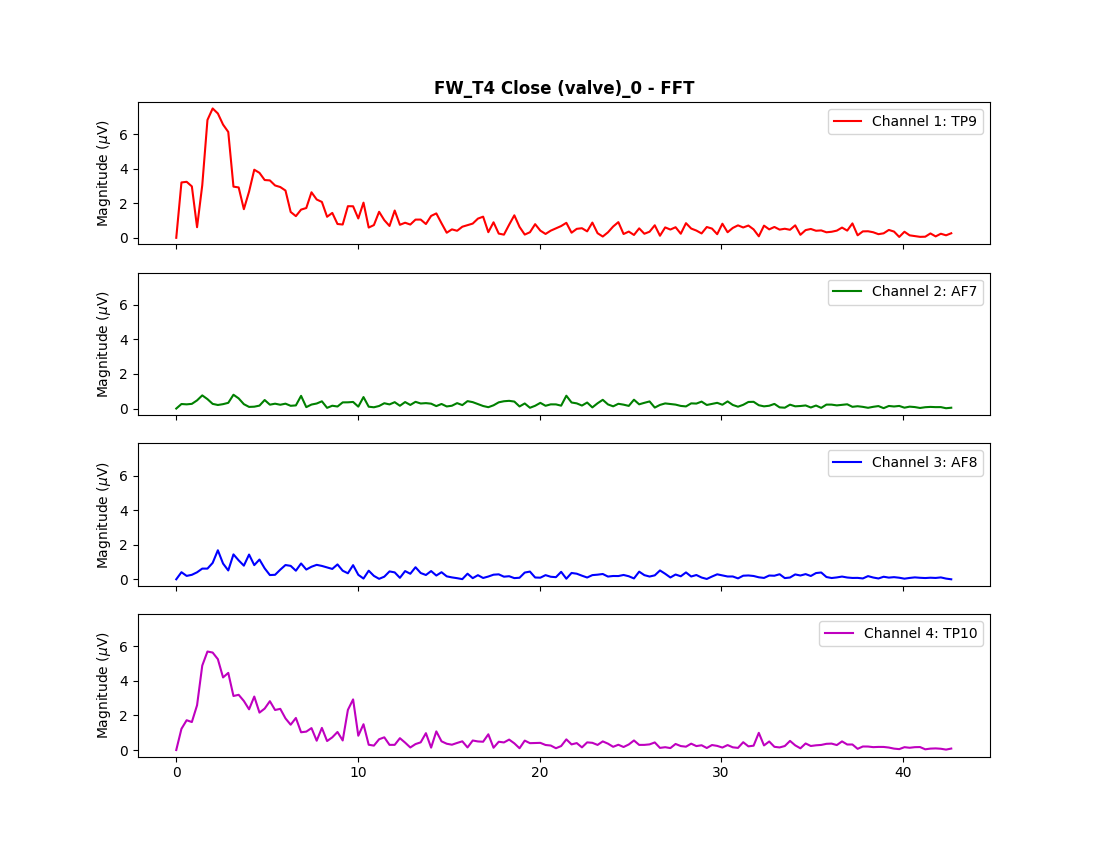 FW_T4 Close (valve)_0 - FFT
Magnitude (μV)
6
4
2
0
Channel 1: TP9
Magnitude (μV)
6
4
2
0
Channel 2: AF7
Magnitude (μV)
6
4
2
0
Channel 3: AF8
Magnitude (μV)
6
4
2
0
Channel 4: TP10
0 10 20 30 40